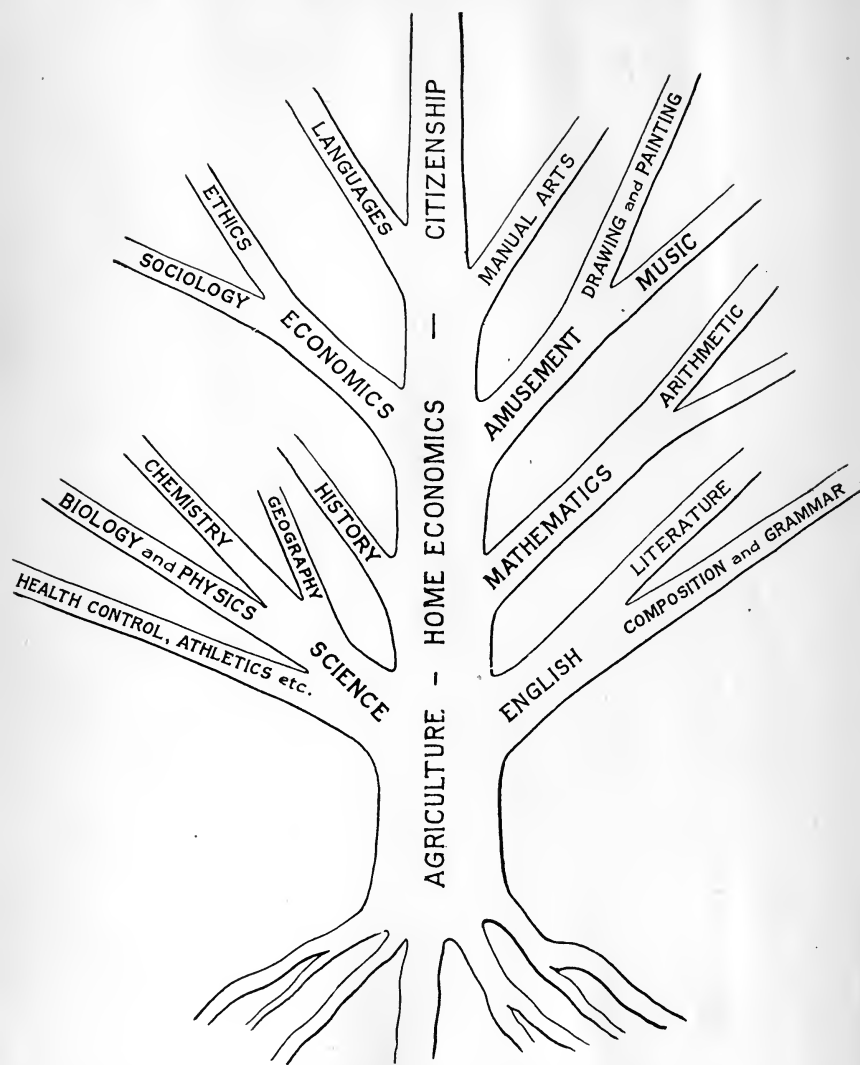 CITIZENSHIP
LANGUAGES
MANUAL ARTS
DRAWING and PAINTING
ETHICS
SOCIOLOGY
MUSIC
ECONOMICS
AMUSEMENT
ARITHMETIC
AGRICULTURE. - HOME ECONOMICS —
HISTORY
GEOGRAPHY
CHEMISTRY
BIOLOGY and PHYSICS
HEALTH CONTROL, ATHLETICS etc.
SCIENCE
MATHEMATICS
LITERATURE
COMPOSITION and GRAMMAR
ENGLISH